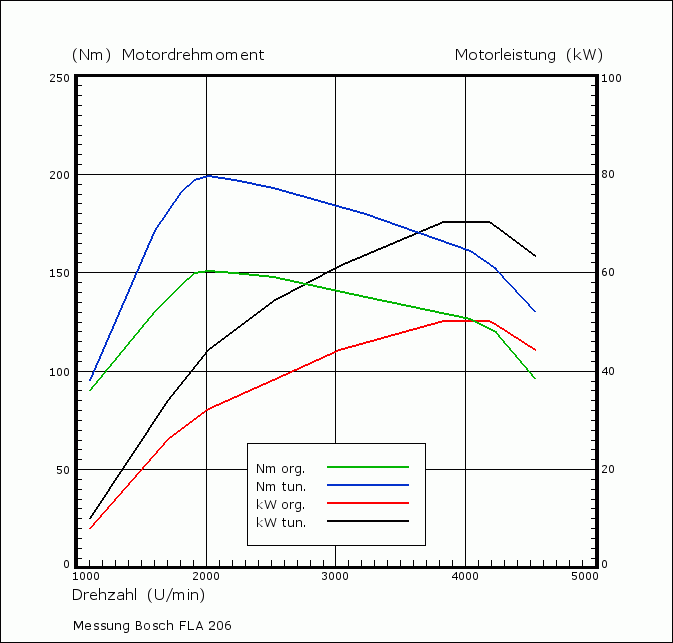 (Nm) Motordrehmoment Motorleistung (kW)
250 100
200 80
150 60
100 40
50 20
Nm org.
Nm tun.
kW org.
kW tun.
0 0
1000 2000 3000 4000 5000
Drehzahl (U/min)
Messung Bosch FLA 206